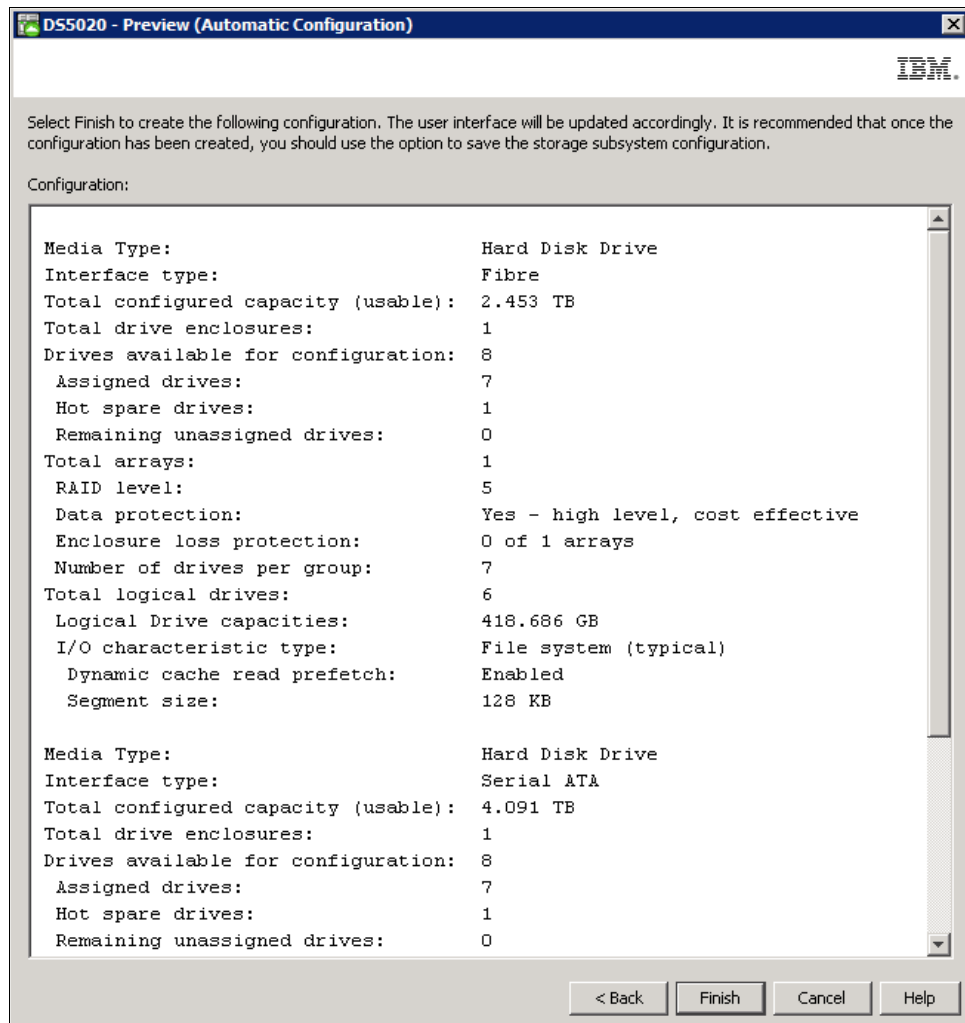 DS5020 - Preview (Automatic Configuration)
IBM.
Select Finish to create the following configuration. The user interface will be updated accordingly. It is recommended that once the
configuration has been created, you should use the option to save the storage subsystem configuration.
Configuration:
Media Type: Hard Disk Drive
Interface type: Fibre
Total configured capacity (usable): 2.453 TB
Total drive enclosures: 1
Drives available for configuration: 8
Assigned drives: 7
Hot spare drives: 1
Remaining unassigned drives: 0
Total arrays: 1
RAID level: 5
Data protection: Yes - high level, cost effective
Enclosure loss protection: 0 of 1 arrays
Number of drives per group: 7
Total logical drives: 6
Logical Drive capacities: 418.686 GB
I/O characteristic type: File system (typical)
Dynamic cache read prefetch: Enabled
Segment size: 128 KB
Media Type: Hard Disk Drive
Interface type: Serial ATA
Total configured capacity (usable): 4.091 TB
Total drive enclosures: 1
Drives available for configuration: 8
Assigned drives: 7
Hot spare drives: 1
Remaining unassigned drives: 0
< Back Finish Cancel Help